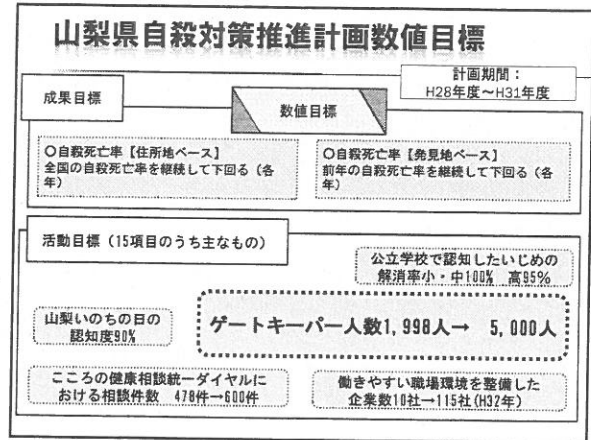 山梨県自殺対策推進計画数値目標
計画期間：
H28年度～H31年度
成果目標
数値目標
○自殺死亡率【住所地ベース】
全国の自殺死亡率を継続して下回る（各
年）
○自殺死亡率【発見地ベース】
前年の自殺死亡率を継続して下回る（各
年）
活動目標（15項目のうち主なもの）
公立学校で認知したいじめの
解消率小・中100%　高95%
山梨いのちの日の
認知度90%
ゲートキーパー人数1,998人→　5,000人
こころの健康相談統一ダイヤルに
おける相談件数　478件→600件
働きやすい職場環境を整備した
企業数10社→115社(H32年)